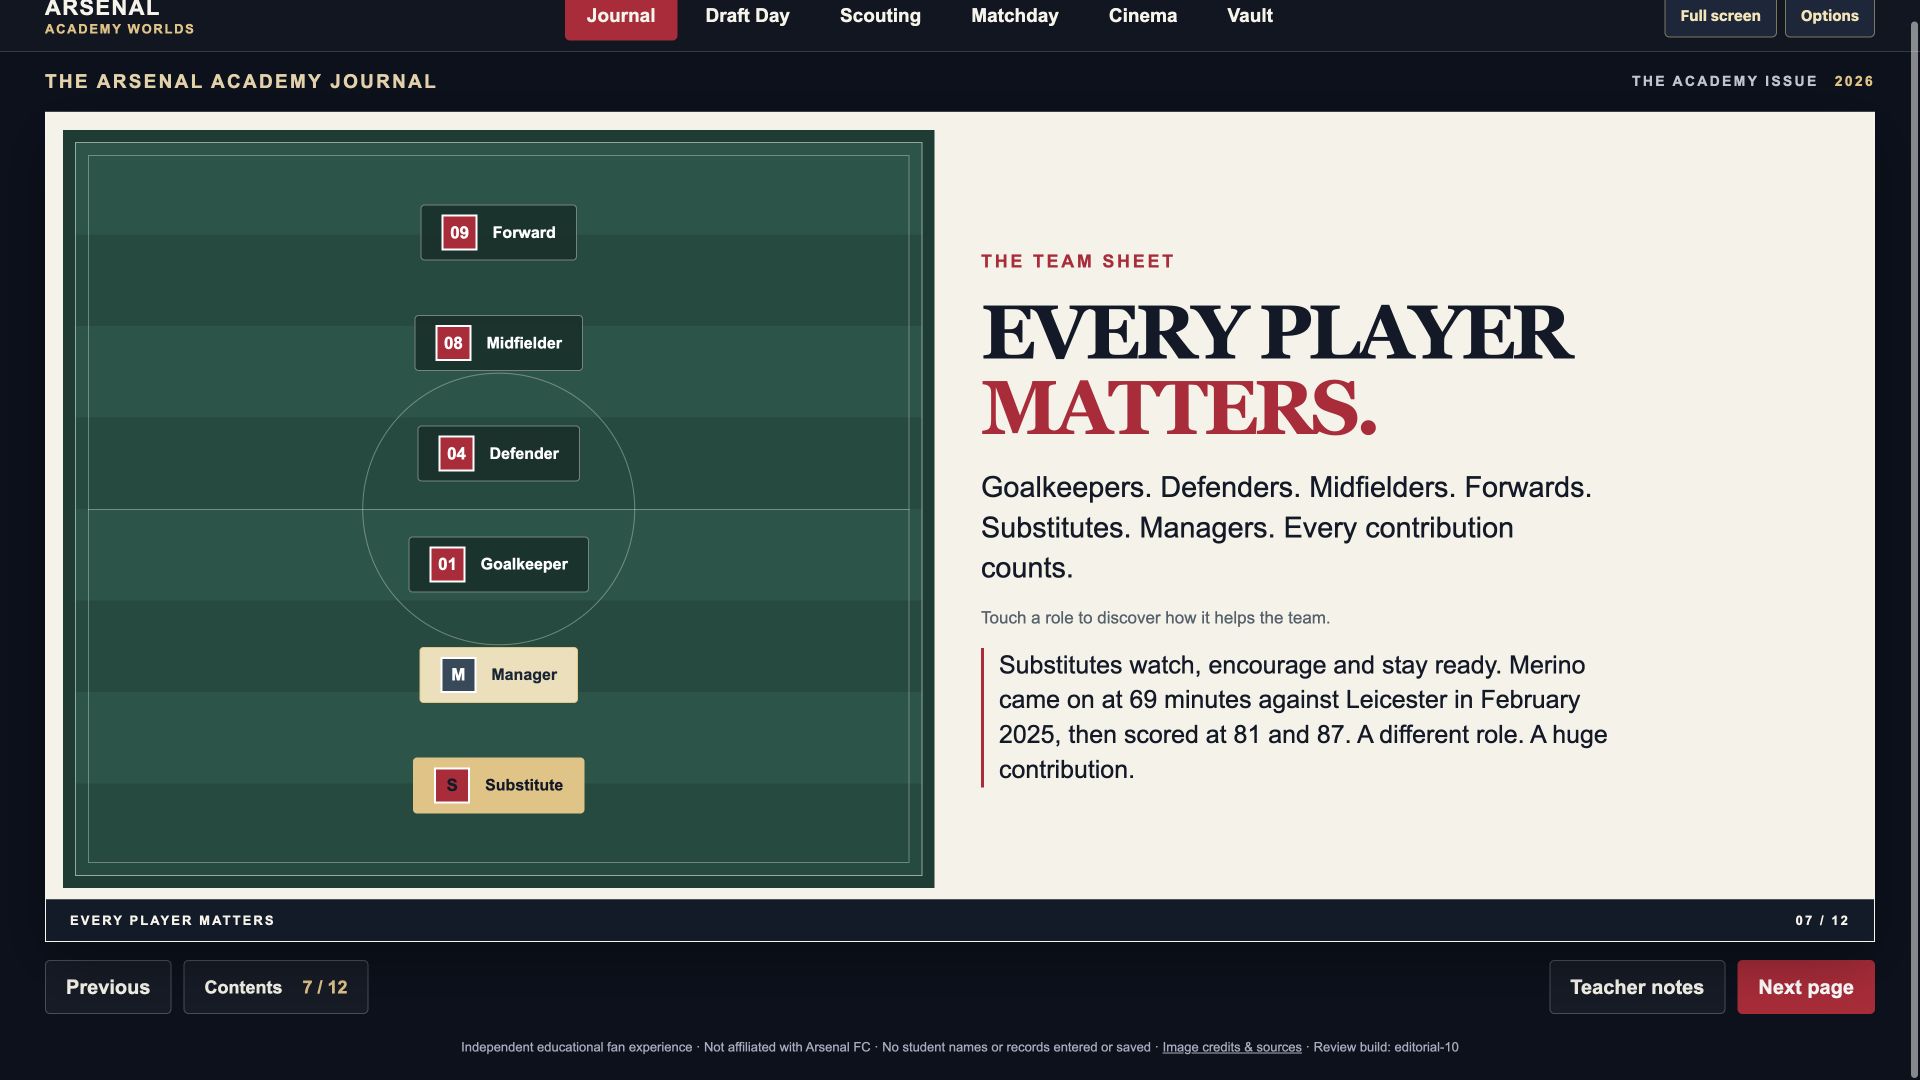 ARSENAL
ACADEMY WORLDS
Journal
Draft Day
Scouting
Matchday
Cinema
Vault
Full screen
Options
THE ARSENAL ACADEMY JOURNAL
THE ACADEMY ISSUE 2026
09 Forward
08 Midfielder
04 Defender
01 Goalkeeper
M Manager
S Substitute
THE TEAM SHEET
EVERY PLAYER
MATTERS.
Goalkeepers. Defenders. Midfielders. Forwards.
Substitutes. Managers. Every contribution
counts.
Touch a role to discover how it helps the team.
Substitutes watch, encourage and stay ready. Merino
came on at 69 minutes against Leicester in February
2025, then scored at 81 and 87. A different role. A huge
contribution.
EVERY PLAYER MATTERS
07 / 12
Previous
Contents 7 / 12
Teacher notes
Next page
Independent educational fan experience · Not affiliated with Arsenal FC · No student names or records entered or saved · Image credits & sources · Review build: editorial-10